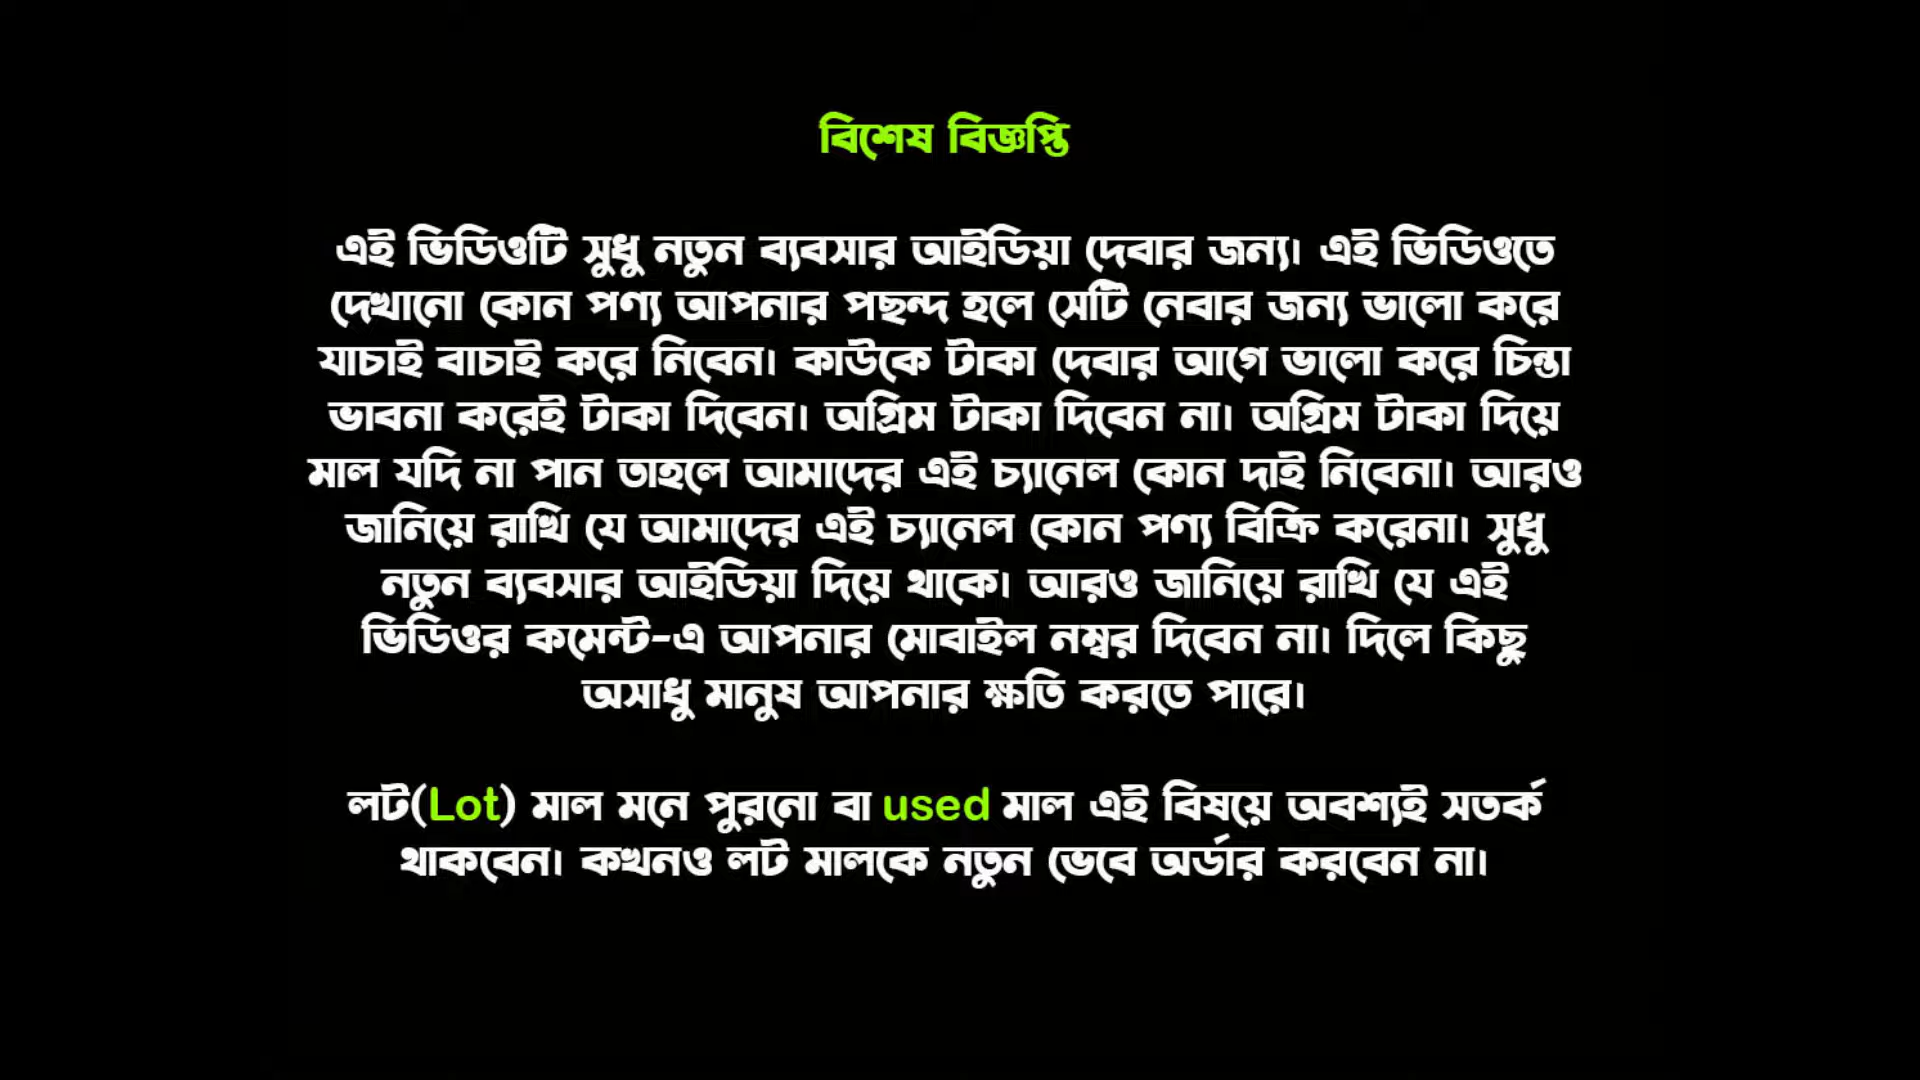 বিশেষ বিজ্ঞপ্তি
এই ভিডিওটি সুধু নতুন ব্যবসার আইডিয়া দেবার জন্য। এই ভিডিওতে
দেখানো কোন পণ্য আপনার পছন্দ হলে সেটি নেবার জন্য ভালো করে
যাচাই বাচাই করে নিবেন। কাউকে টাকা দেবার আগে ভালো করে চিন্তা
ভাবনা করেই টাকা দিবেন। অগ্রিম টাকা দিবেন না। অগ্রিম টাকা দিয়ে
মাল যদি না পান তাহলে আমাদের এই চ্যানেল কোন দাই নিবেনা। আরও
জানিয়ে রাখি যে আমাদের এই চ্যানেল কোন পণ্য বিক্রি করেনা। সুধু
নতুন ব্যবসার আইডিয়া দিয়ে থাকে। আরও জানিয়ে রাখি যে এই
ভিডিওর কমেন্ট-এ আপনার মোবাইল নম্বর দিবেন না। দিলে কিছু
অসাধু মানুষ আপনার ক্ষতি করতে পারে।
লট(Lot) মাল মনে পুরনো বা used মাল এই বিষয়ে অবশ্যই সতর্ক
থাকবেন। কখনও লট মালকে নতুন ভেবে অর্ডার করবেন না।